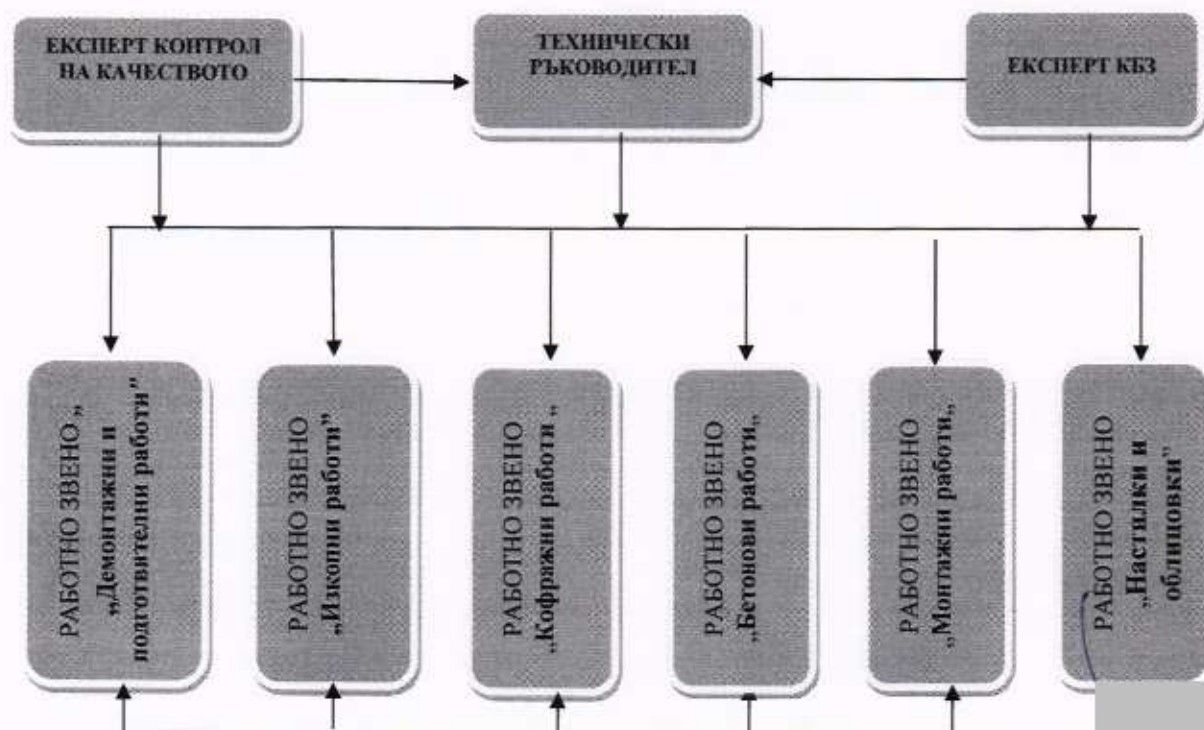 ЕКСПЕРТ КОНТРОЛ
НА КАЧЕСТВОТО
ТЕХНИЧЕСКИ
РЪКОВОДИТЕЛ
ЕКСПЕРТ КБЗ
РАБОТНО ЗВЕНО „
„Демонтажни и
подготвителни работи”
РАБОТНО ЗВЕНО
„Изкопни работи”
РАБОТНО ЗВЕНО
„Кофражни работи „
РАБОТНО ЗВЕНО
„Бетонови работи„
РАБОТНО ЗВЕНО
„Монтажни работи„
РАБОТНО ЗВЕНО
„Настилки и
облицовки”